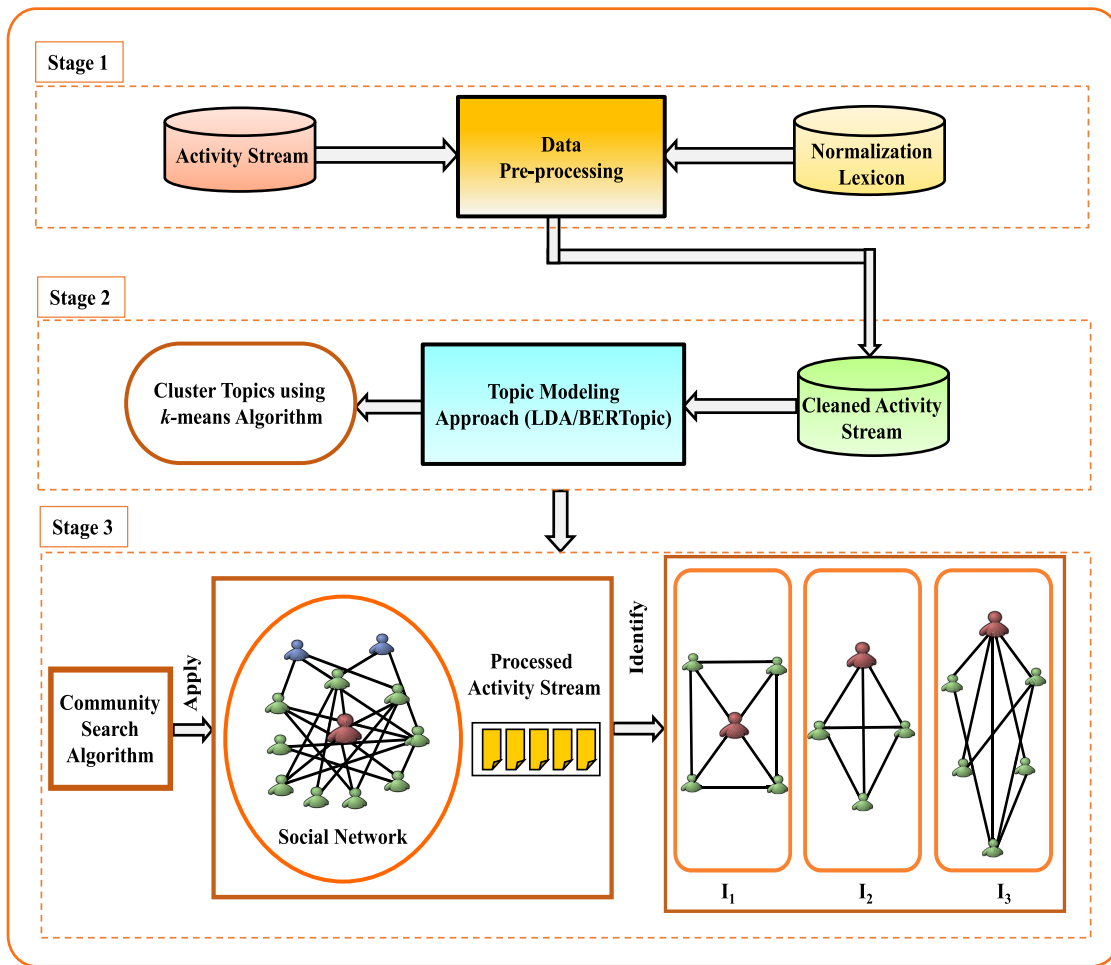 Stage 1
Activity Stream
Data
Pre-processing
Normalization
Lexicon
Stage 2
Cluster Topics using
k-means Algorithm
Topic Modeling
Approach (LDA/BERTopic)
Cleaned Activity
Stream
Stage 3
Community
Search
Algorithm
Apply
Social Network
Processed
Activity Stream
Identify
I₁
I₂
I₃